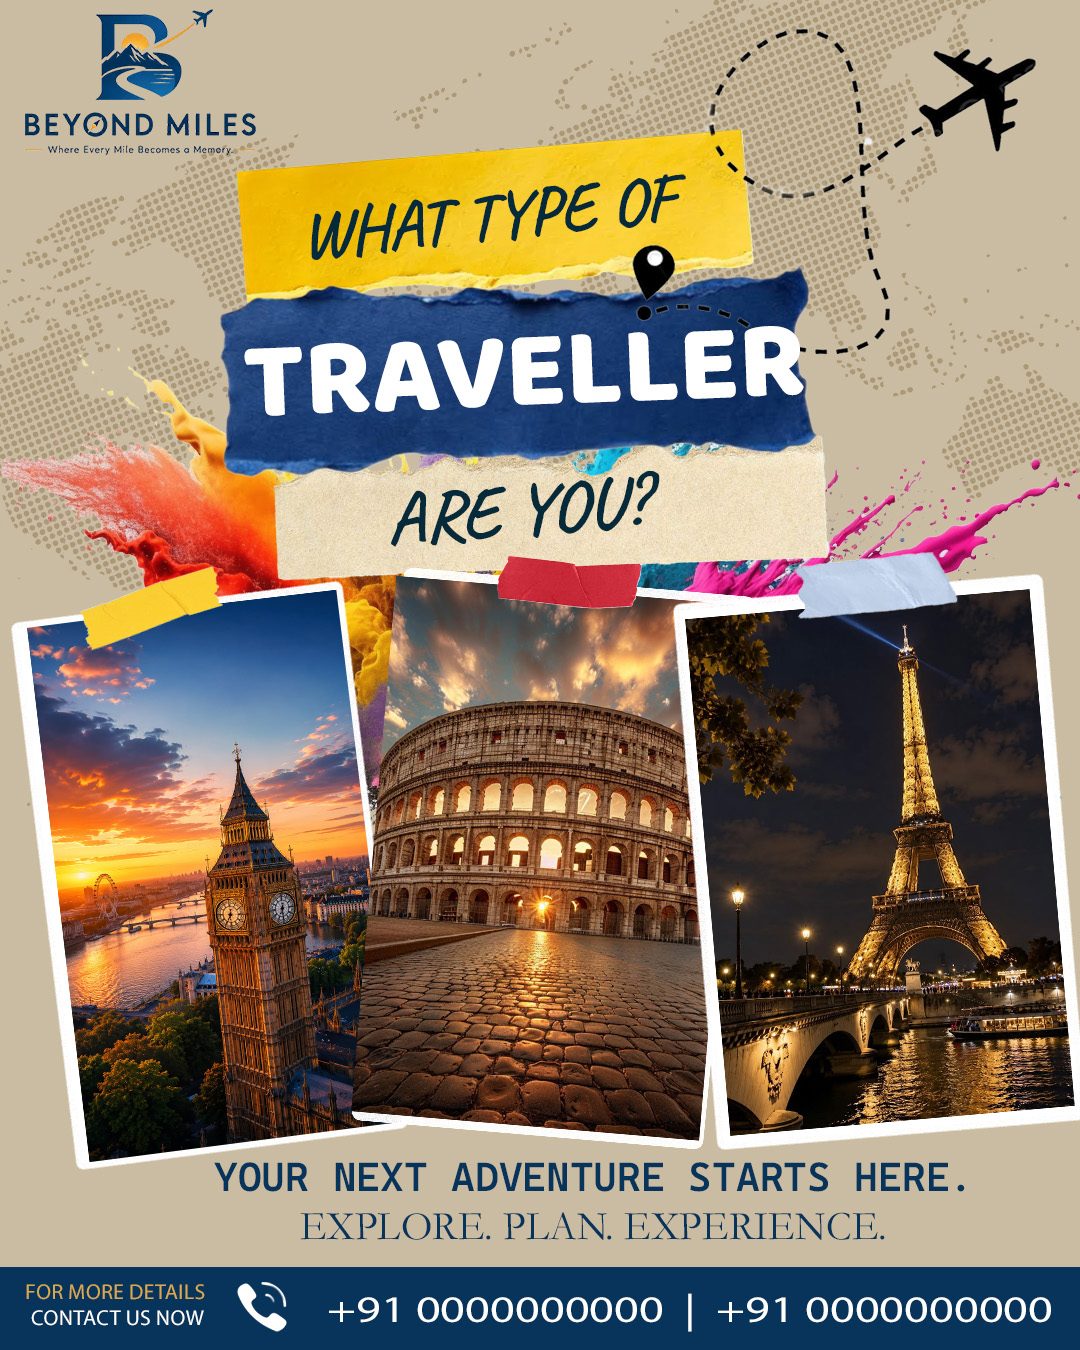 BEYOND MILES
Where Every Mile Becomes a Memory.
WHAT TYPE OF
TRAVELLER
ARE YOU?
YOUR NEXT ADVENTURE STARTS HERE.
EXPLORE. PLAN. EXPERIENCE.
FOR MORE DETAILS
CONTACT US NOW
+91 0000000000 | +91 0000000000